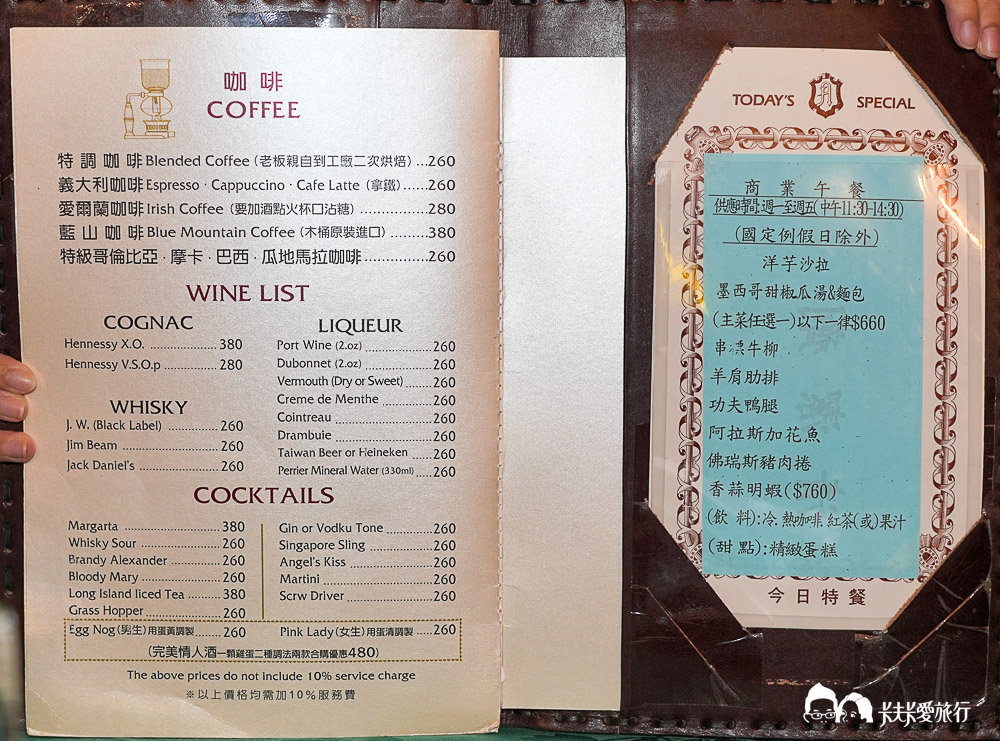 咖啡
COFFEE
特調咖啡 Blended Coffee (老板親自到工廠二次烘焙) ...260
義大利咖啡 Espresso · Cappuccino · Cafe Latte (拿鐵) ......260
愛爾蘭咖啡 Irish Coffee (要加酒點火杯口沾糖) .................280
藍山咖啡 Blue Mountain Coffee (木桶原裝進口) .........380
特級哥倫比亞 · 摩卡 · 巴西 · 瓜地馬拉咖啡 ................260
WINE LIST
COGNAC
Hennessy X.O. ....................380
Hennessy V.S.O.p ................280
WHISKY
J. W. (Black Label) ................260
Jim Beam ........................260
Jack Daniel's .....................260
LIQUEUR
Port Wine (2.oz) ..................260
Dubonnet (2.oz) ..................260
Vermouth (Dry or Sweet) .......260
Creme de Menthe ..............260
Cointreau .........................260
Drambuie .........................260
Taiwan Beer or Heineken ......260
Perrier Mineral Water (330ml) ....260
COCKTAILS
Margarta .........................380
Whisky Sour .....................260
Brandy Alexander ..............260
Bloody Mary ....................260
Long Island Iiced Tea ........380
Grass Hopper ..................260
Gin or Vodku Tone ............260
Singapore Sling ................260
Angel's Kiss .....................260
Martini ...........................260
Scrw Driver .....................260
Egg Nog (男生) 用蛋黃調製 ......260
Pink Lady (女生) 用蛋清調製 ....260
(完美情人酒一顆雞蛋二種調法兩款合購優惠480)
The above prices do not include 10% service charge
※以上價格均需加10%服務費
TODAY'S SPECIAL
商業午餐
供應時間:週一至週五(中午11:30-14:30)
(國定例假日除外)
洋芋沙拉
墨西哥甜椒瓜湯&麵包
(主菜任選一)以下一律$660
串漂牛柳
羊肩肋排
功夫鴨腿
阿拉斯加花魚
佛瑞斯豬肉捲
香蒜明蝦($760)
(飲 料):冷.熱咖啡.紅茶(或)果汁
(甜 點):精緻蛋糕
今日特餐
卡卡愛旅行